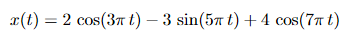 x(t) = 2 cos(3π t) − 3 sin(5π t) + 4 cos(7π t)